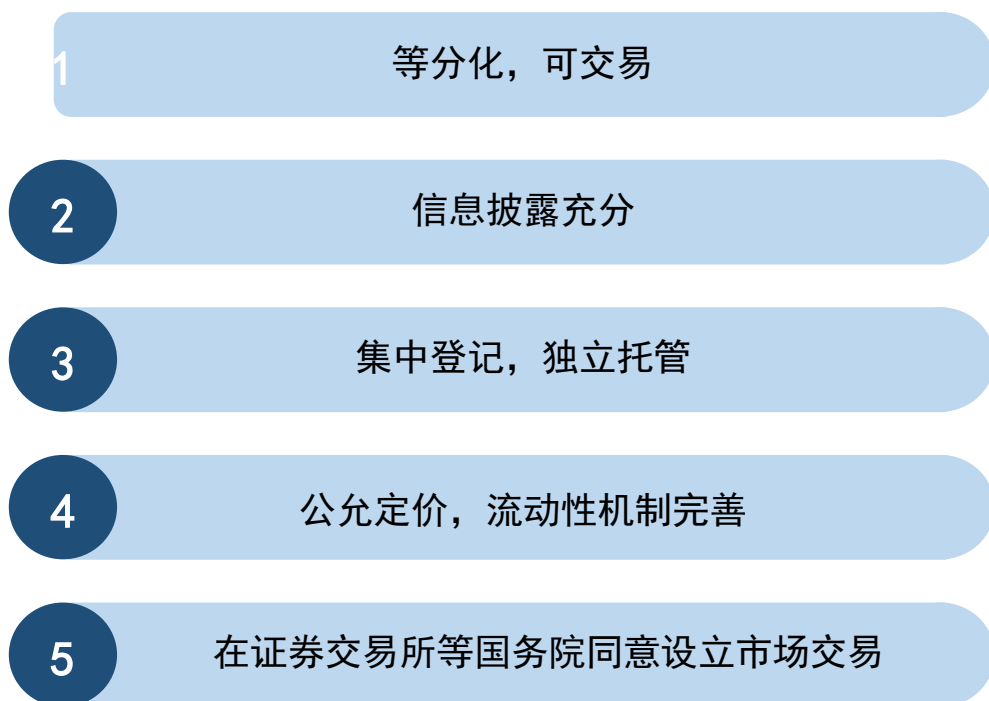 1 等分化，可交易
2 信息披露充分
3 集中登记，独立托管
4 公允定价，流动性机制完善
5 在证券交易所等国务院同意设立市场交易